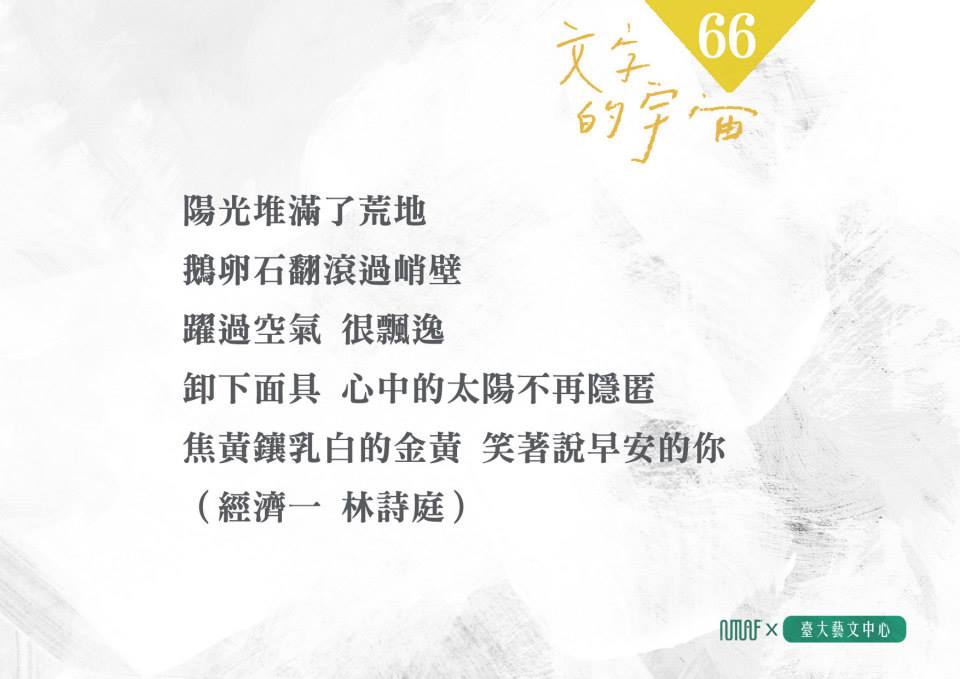 66
文字
的宇宙
陽光堆滿了荒地
鵝卵石翻滾過峭壁
躍過空氣 很飄逸
卸下面具 心中的太陽不再隱匿
焦黃鑲乳白的金黃 笑著說早安的你
（經濟一 林詩庭）
NTUAF × 臺大藝文中心